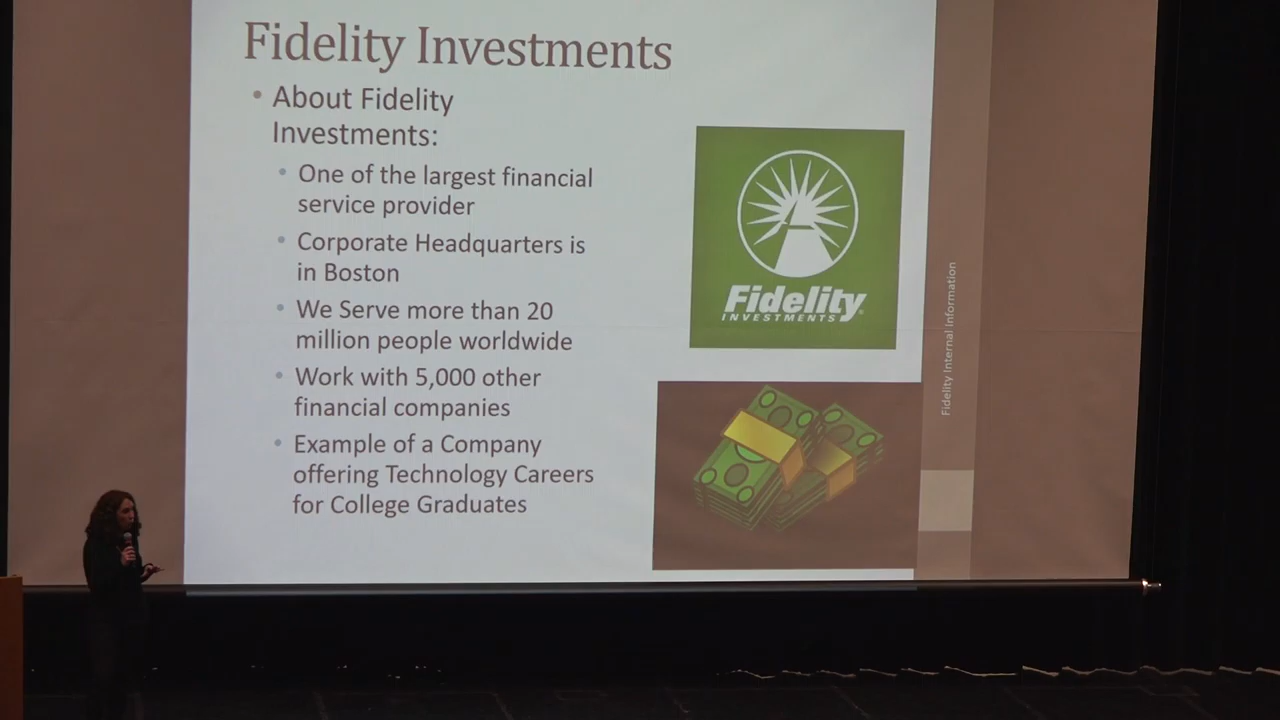 Fidelity Investments
• About Fidelity
Investments:
• One of the largest financial
service provider
• Corporate Headquarters is
in Boston
• We Serve more than 20
million people worldwide
• Work with 5,000 other
financial companies
• Example of a Company
offering Technology Careers
for College Graduates
Fidelity
INVESTMENTS
Fidelity Internal Information